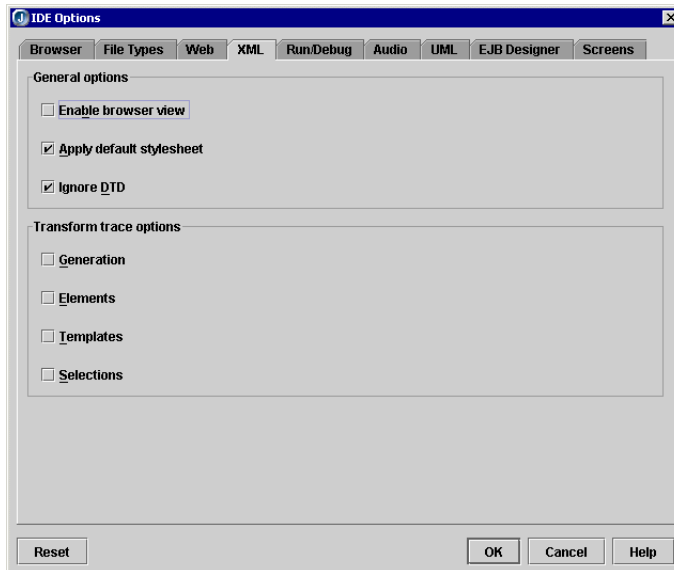 IDE Options
Browser File Types Web XML Run/Debug Audio UML EJB Designer Screens
General options
Enable browser view
Apply default stylesheet
Ignore DTD
Transform trace options
Generation
Elements
Templates
Selections
Reset OK Cancel Help